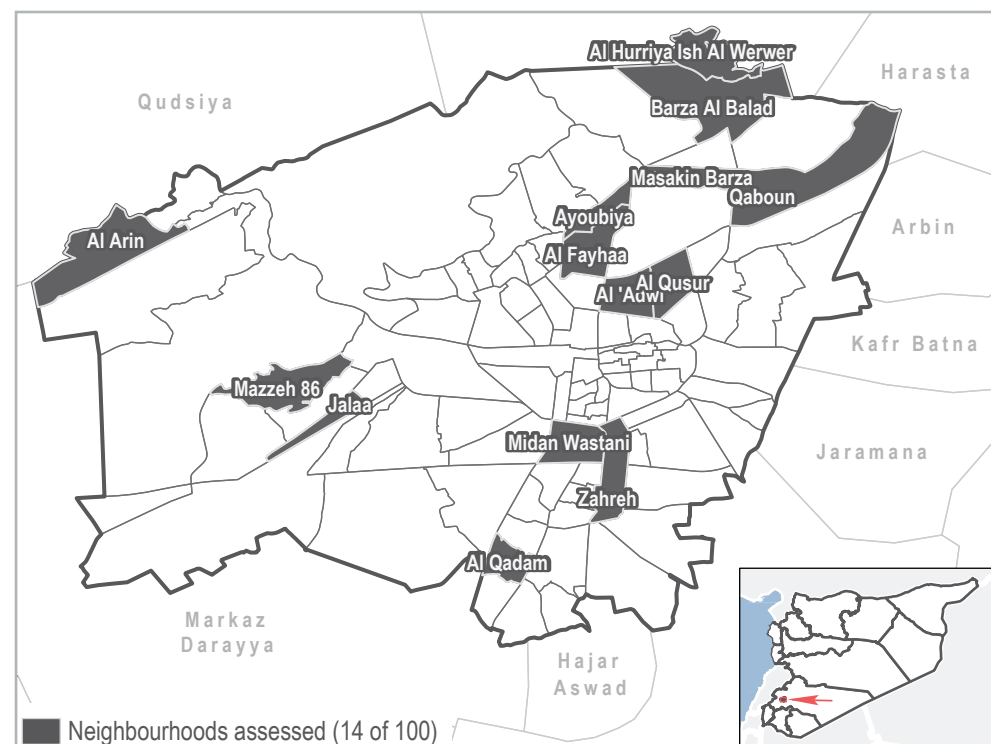 Al Hurriya Ish Al Werwer
Harasta
Qudsiya
Barza Al Balad
Masakin Barza
Qaboun
Ayoubiya
Arbin
Al Arin
Al Fayhaa
Al Qusur
Al 'Adwi
Kafr Batna
Mazzeh 86
Jalaa
Midan Wastani
Jaramana
Zahreh
Al Qadam
Markaz
Darayya
Hajar
Aswad
Neighbourhoods assessed (14 of 100)